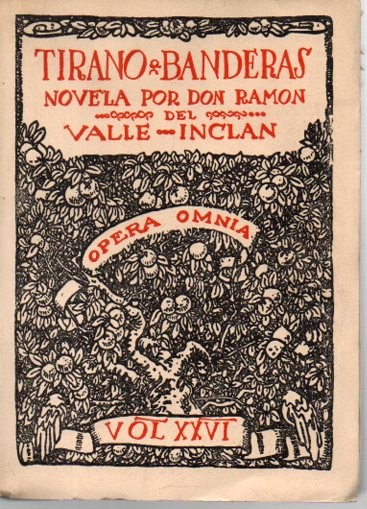 TIRANO BANDERAS
NOVELA POR DON RAMON
DEL
VALLE-INCLAN
OPERA OMNIA
VOL XXVI